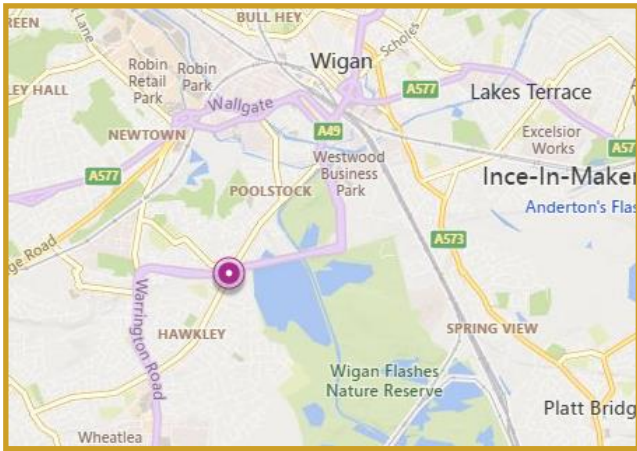 BULL HEY
REEN
Lane
Scholes
Robin
Retail
Park
Robin
Park
Wigan
LEY HALL
A577
Lakes Terrace
Wallgate
NEWTOWN
A49
Excelsior
Works
A57
Westwood
Business
Park
A577
POOLSTOCK
Ince-In-Maker
Anderton's Flas
A573
ge Road
Warrington Road
HAWKLEY
SPRING VIEW
Wigan Flashes
Nature Reserve
Platt Bridg
Wheatlea